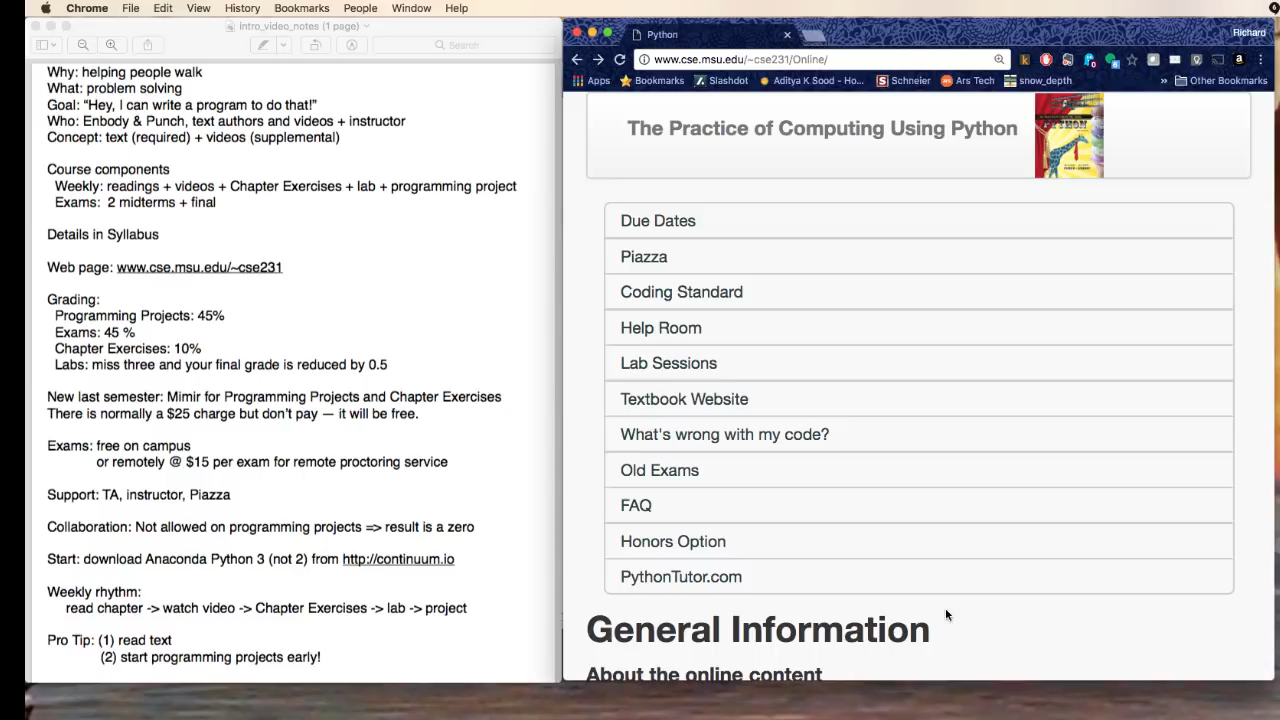 Chrome File Edit View History Bookmarks People Window Help
intro_video_notes (1 page)
Search
Why: helping people walk
What: problem solving
Goal: “Hey, I can write a program to do that!”
Who: Enbody & Punch, text authors and videos + instructor
Concept: text (required) + videos (supplemental)
Course components
Weekly: readings + videos + Chapter Exercises + lab + programming project
Exams: 2 midterms + final
Details in Syllabus
Web page: www.cse.msu.edu/~cse231
Grading:
Programming Projects: 45%
Exams: 45 %
Chapter Exercises: 10%
Labs: miss three and your final grade is reduced by 0.5
New last semester: Mimir for Programming Projects and Chapter Exercises
There is normally a $25 charge but don’t pay — it will be free.
Exams: free on campus
or remotely @ $15 per exam for remote proctoring service
Support: TA, instructor, Piazza
Collaboration: Not allowed on programming projects => result is a zero
Start: download Anaconda Python 3 (not 2) from http://continuum.io
Weekly rhythm:
read chapter -> watch video -> Chapter Exercises -> lab -> project
Pro Tip: (1) read text
(2) start programming projects early!
Python
Richard
www.cse.msu.edu/~cse231/Online/
Apps Bookmarks Slashdot Aditya K Sood - Ho... Schneier Ars Tech snow_depth » Other Bookmarks
The Practice of Computing Using Python
PYTHON
Due Dates
Piazza
Coding Standard
Help Room
Lab Sessions
Textbook Website
What's wrong with my code?
Old Exams
FAQ
Honors Option
PythonTutor.com
General Information
About the online content